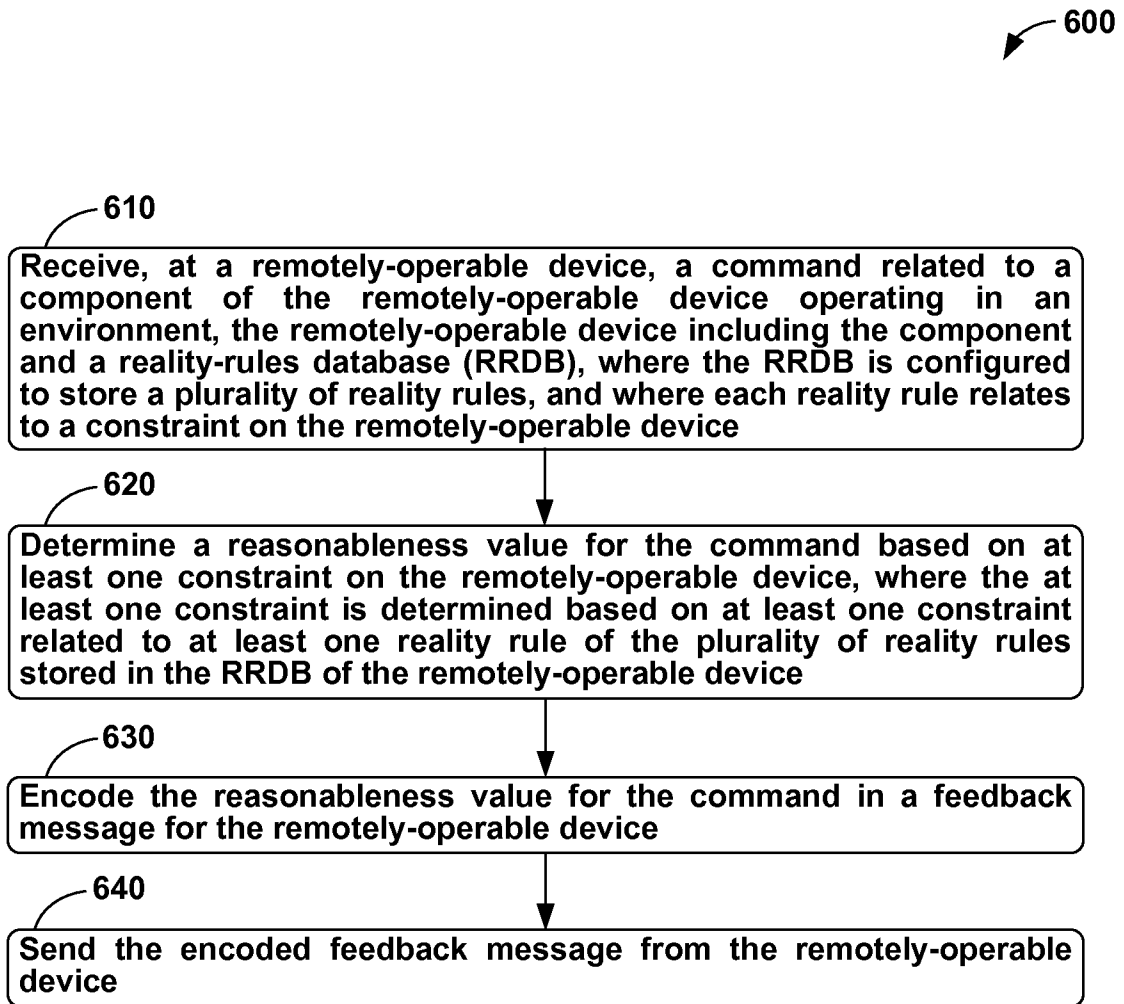 600
610
Receive, at a remotely-operable device, a command related to a
component of the remotely-operable device operating in an
environment, the remotely-operable device including the component
and a reality-rules database (RRDB), where the RRDB is configured
to store a plurality of reality rules, and where each reality rule relates
to a constraint on the remotely-operable device
620
Determine a reasonableness value for the command based on at
least one constraint on the remotely-operable device, where the at
least one constraint is determined based on at least one constraint
related to at least one reality rule of the plurality of reality rules
stored in the RRDB of the remotely-operable device
630
Encode the reasonableness value for the command in a feedback
message for the remotely-operable device
640
Send the encoded feedback message from the remotely-operable
device